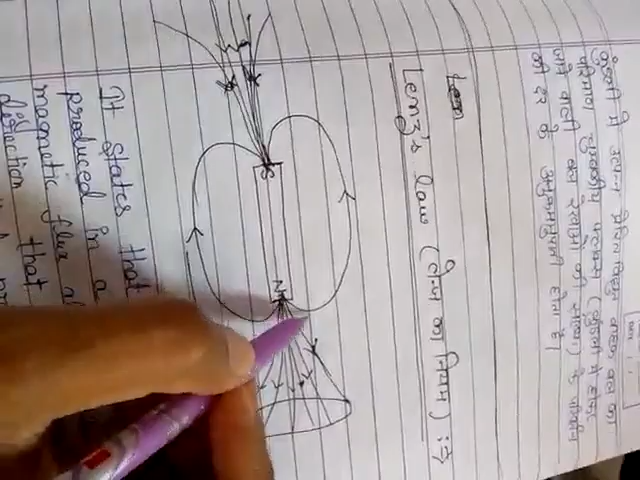 कुंडली में उत्पन्न प्रेरित विद्युत वाहक बल का
परिमाण चुम्बकीय फ्लक्स (कुंडली से होकर
जाने वाली बल रेखाओं की संख्या) के परिवर्तन
की दर के अनुक्रमानुपाती होता है।
Len
Lenz's law (लेन्ज का नियम) :⇒
S
N
It states that
produced in a
magnetic flux
direction
that